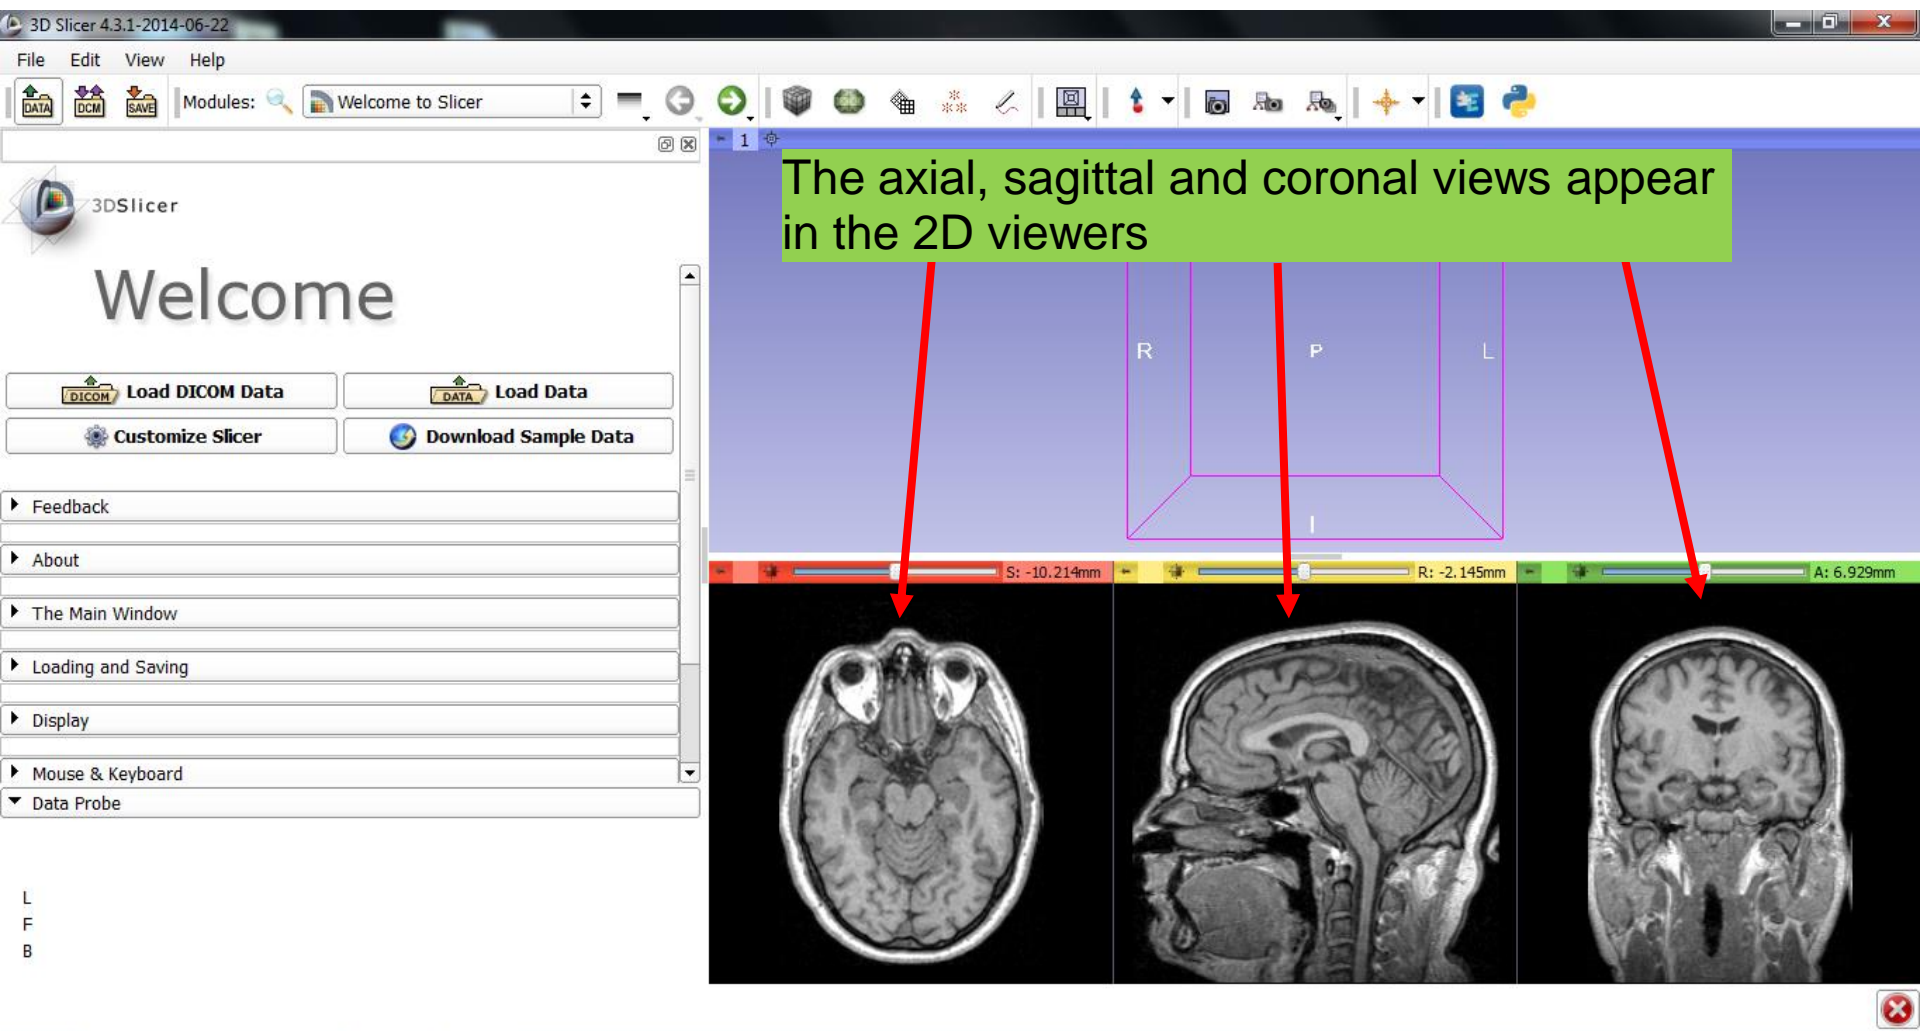 3D Slicer 4.3.1-2014-06-22
File Edit View Help
DATA DCM SAVE Modules: Welcome to Slicer
1
The axial, sagittal and coronal views appear
in the 2D viewers
3DSlicer
Welcome
R P L
DICOM Load DICOM Data DATA Load Data
Customize Slicer Download Sample Data
Feedback
I
About
S: -10.214mm R: -2.145mm A: 6.929mm
The Main Window
Loading and Saving
Display
Mouse & Keyboard
Data Probe
L
F
B